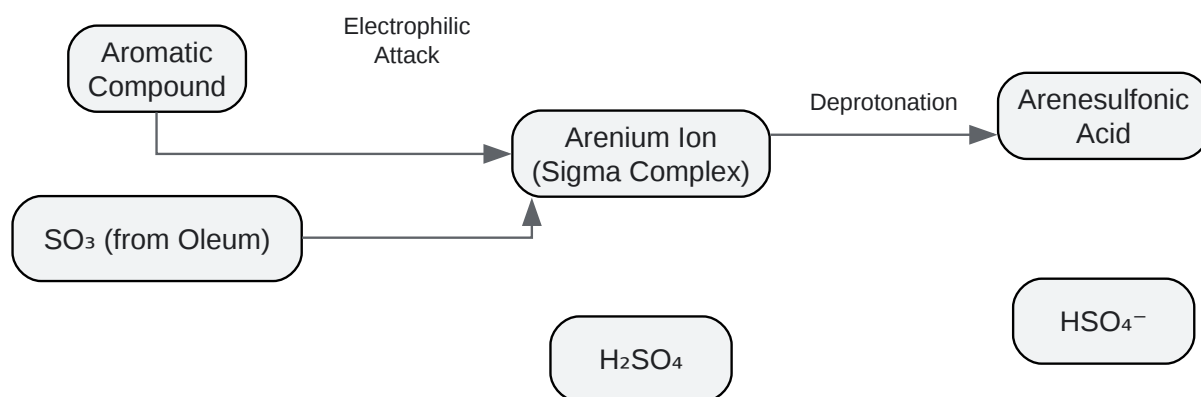 Electrophilic
Attack
Aromatic
Compound
Deprotonation
Arenesulfonic
Acid
Arenium Ion
(Sigma Complex)
SO₃ (from Oleum)
HSO₄⁻
H₂SO₄